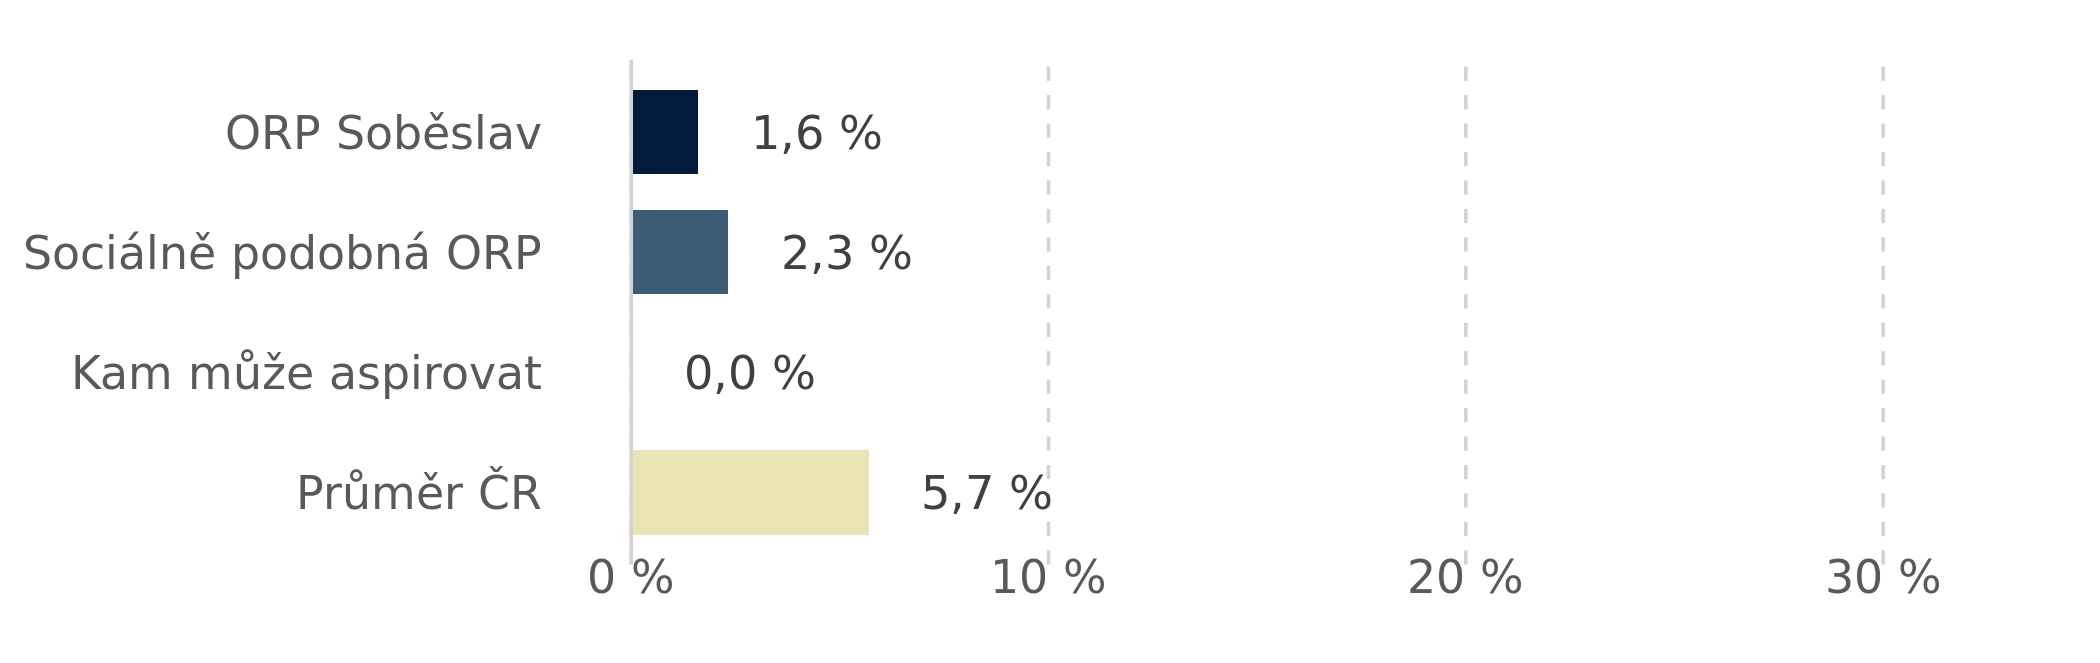 ORP Soběslav 1,6 %
Sociálně podobná ORP 2,3 %
Kam může aspirovat 0,0 %
Průměr ČR 5,7 %
0 % 10 % 20 % 30 %